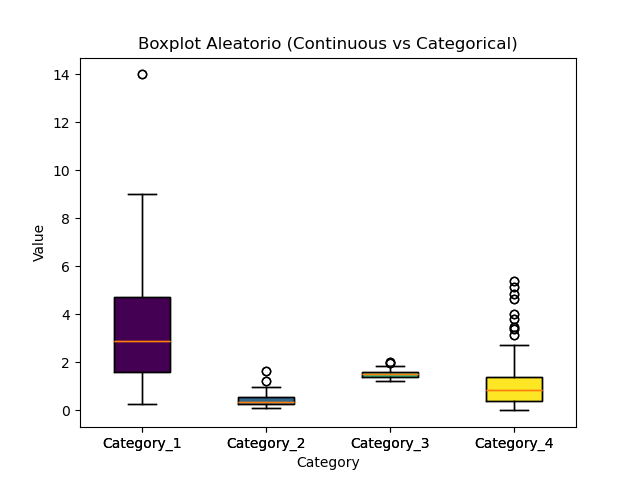 Boxplot Aleatorio (Continuous vs Categorical)
14
12
10
8
6
4
2
0
Value
Category_1 Category_2 Category_3 Category_4
Category